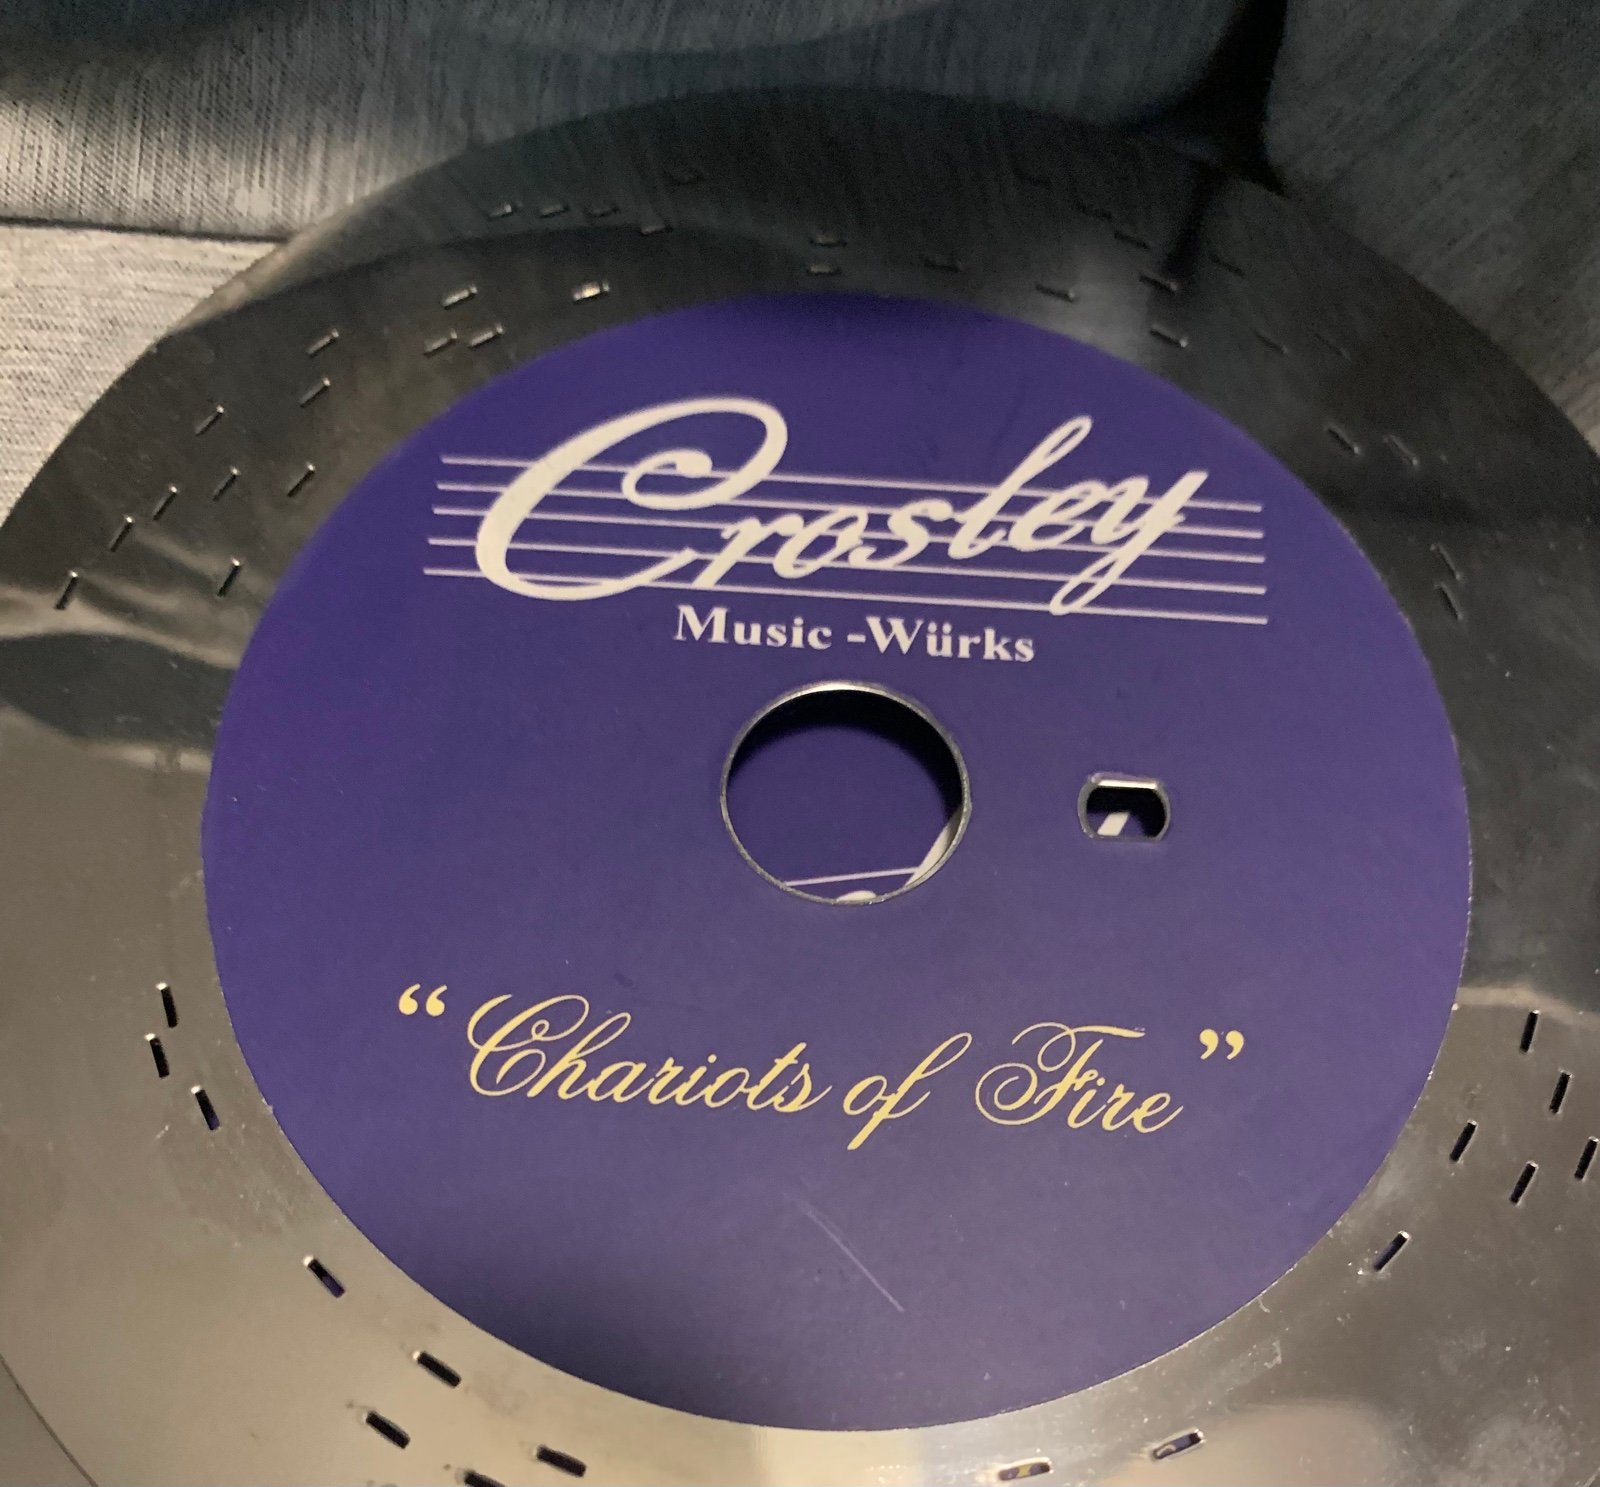 Crosley
Music -Würks
“Chariots of Fire”